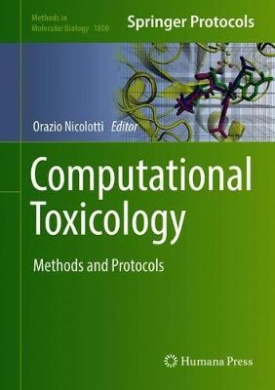 Methods in
Molecular Biology 1800
Springer Protocols
Orazio Nicolotti Editor
Computational
Toxicology
Methods and Protocols
Humana Press